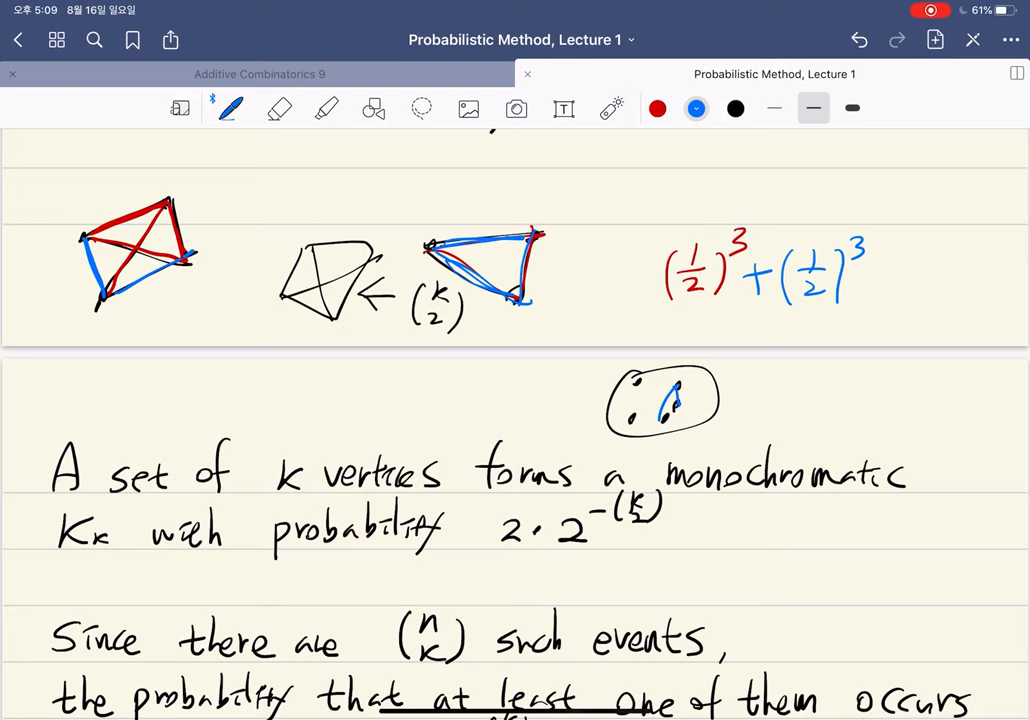 오후 5:09 8월 16일 일요일
61%
Probabilistic Method, Lecture 1
Additive Combinatorics 9
Probabilistic Method, Lecture 1
(k 2)
(1/2)^3 + (1/2)^3
A set of k vertices forms a monochromatic
K_k with probability 2 · 2^{-(k 2)}
Since there are (n k) such events,
the probability that at least one of them occurs